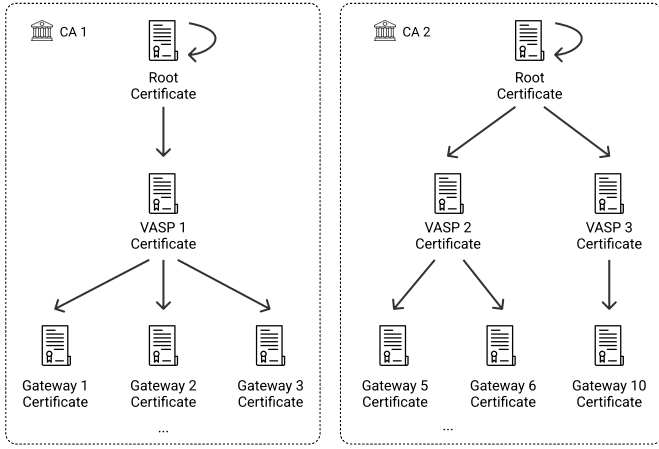 CA 1
Root
Certificate
VASP 1
Certificate
Gateway 1
Certificate
Gateway 2
Certificate
Gateway 3
Certificate
...
CA 2
Root
Certificate
VASP 2
Certificate
VASP 3
Certificate
Gateway 5
Certificate
Gateway 6
Certificate
Gateway 10
Certificate
...